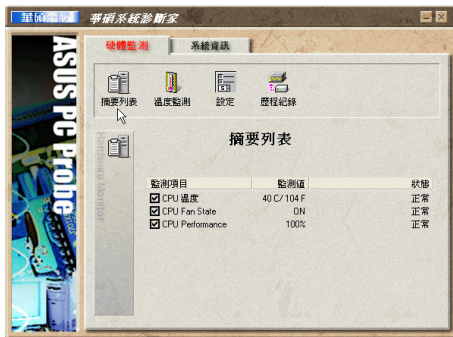 華碩電腦 華碩系統診斷家
硬體監測 系統資訊
ASUS PC Probe
摘要列表 溫度監測 設定 歷程紀錄
Hardware Monitor
摘要列表
監測項目 監測值 狀態
CPU 溫度 40 C/ 104 F 正常
CPU Fan State ON 正常
CPU Performance 100% 正常